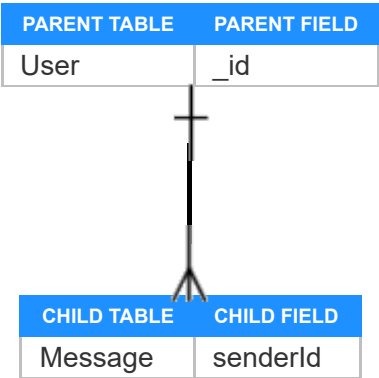 PARENT TABLE PARENT FIELD
User _id
CHILD TABLE CHILD FIELD
Message senderId